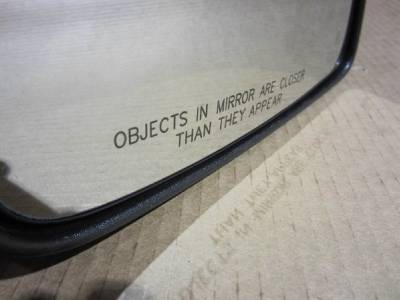 OBJECTS IN MIRROR ARE CLOSER
THAN THEY APPEAR